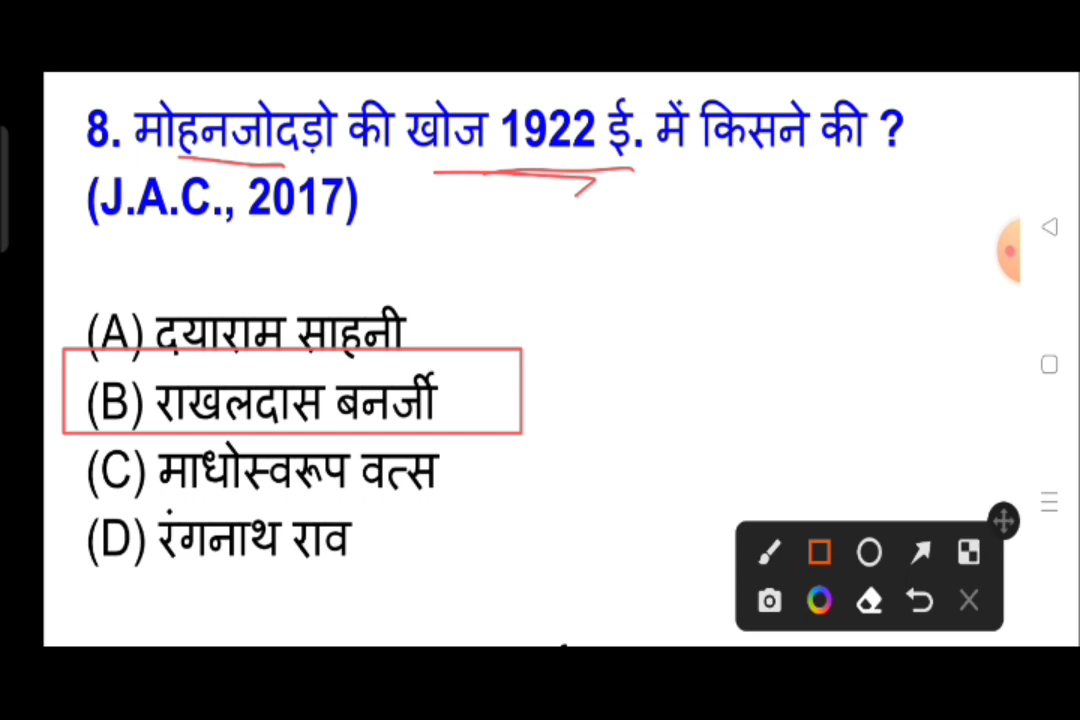 8. मोहनजोदड़ो की खोज 1922 ई. में किसने की ?
(J.A.C., 2017)
(A) दयाराम साहनी
(B) राखलदास बनर्जी
(C) माधोस्वरूप वत्स
(D) रंगनाथ राव